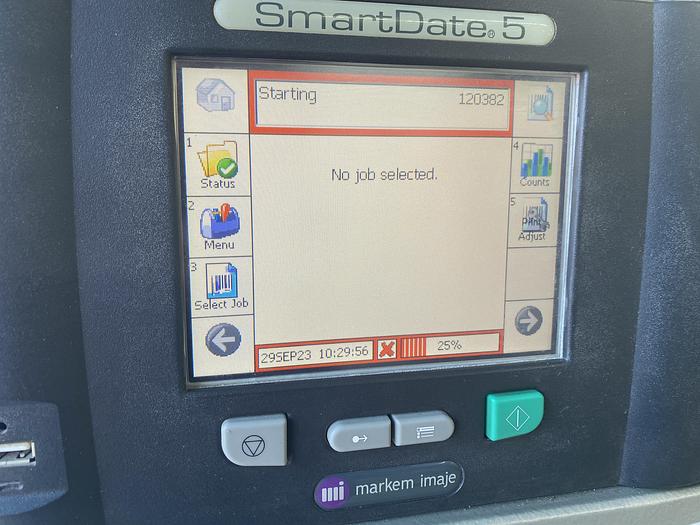 SmartDate® 5
Starting 120382
No job selected.
1
Status
2
Menu
3
Select Job
4
Counts
5
Print
Adjust
29SEP23 10:29:56 25%
markem imaje